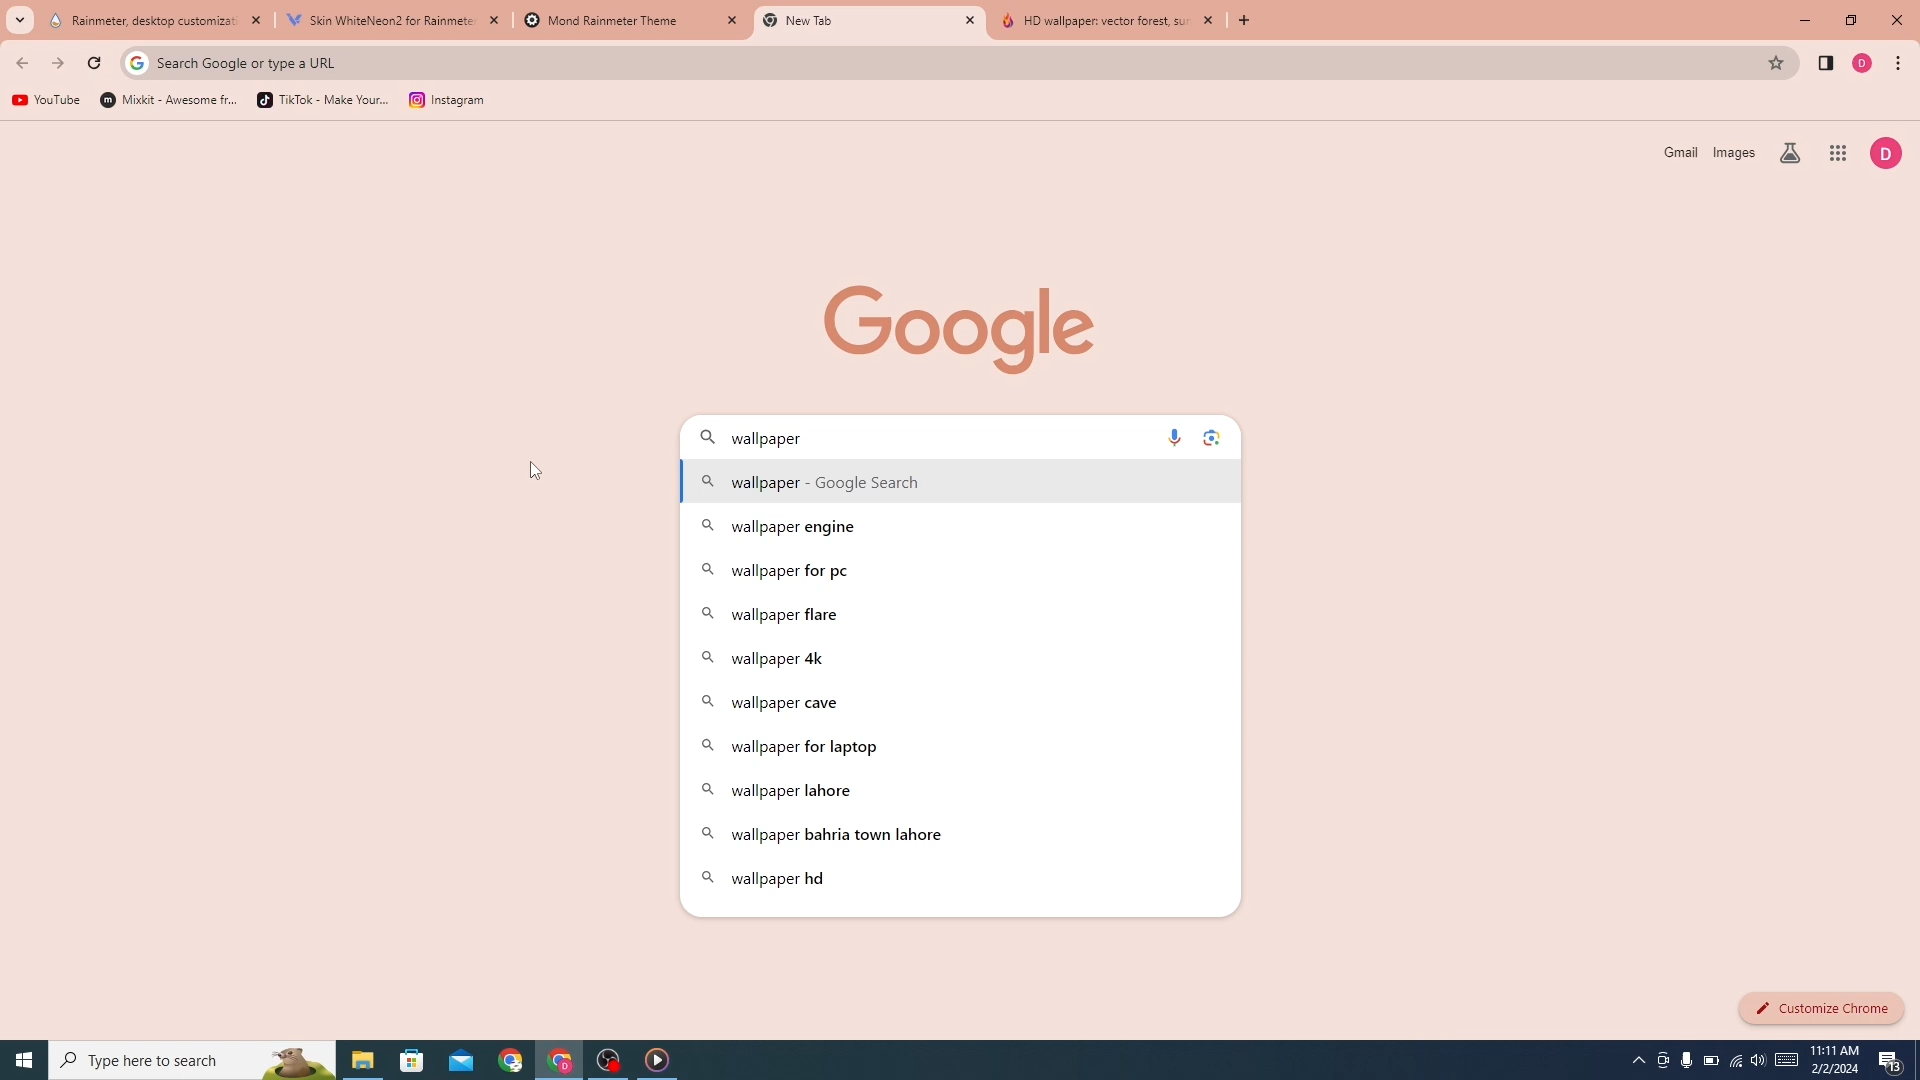 Rainmeter, desktop customizati
Skin WhiteNeon2 for Rainmeter
Mond Rainmeter Theme
New Tab
HD wallpaper: vector forest, sun
Search Google or type a URL
D
YouTube
Mixkit - Awesome fr...
TikTok - Make Your...
Instagram
Gmail
Images
D
Google
wallpaper
wallpaper - Google Search
wallpaper engine
wallpaper for pc
wallpaper flare
wallpaper 4k
wallpaper cave
wallpaper for laptop
wallpaper lahore
wallpaper bahria town lahore
wallpaper hd
Customize Chrome
Type here to search
11:11 AM
2/2/2024
13